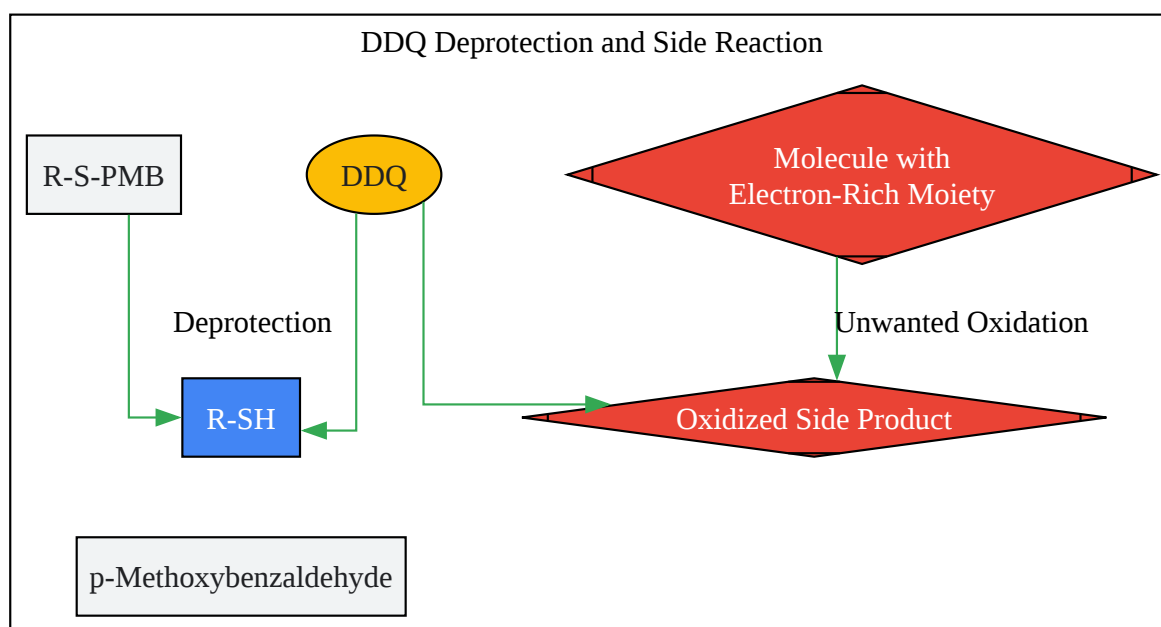 DDQ Deprotection and Side Reaction
R-S-PMB
DDQ
Molecule with
Electron-Rich Moiety
Deprotection
Unwanted Oxidation
R-SH
Oxidized Side Product
p-Methoxybenzaldehyde